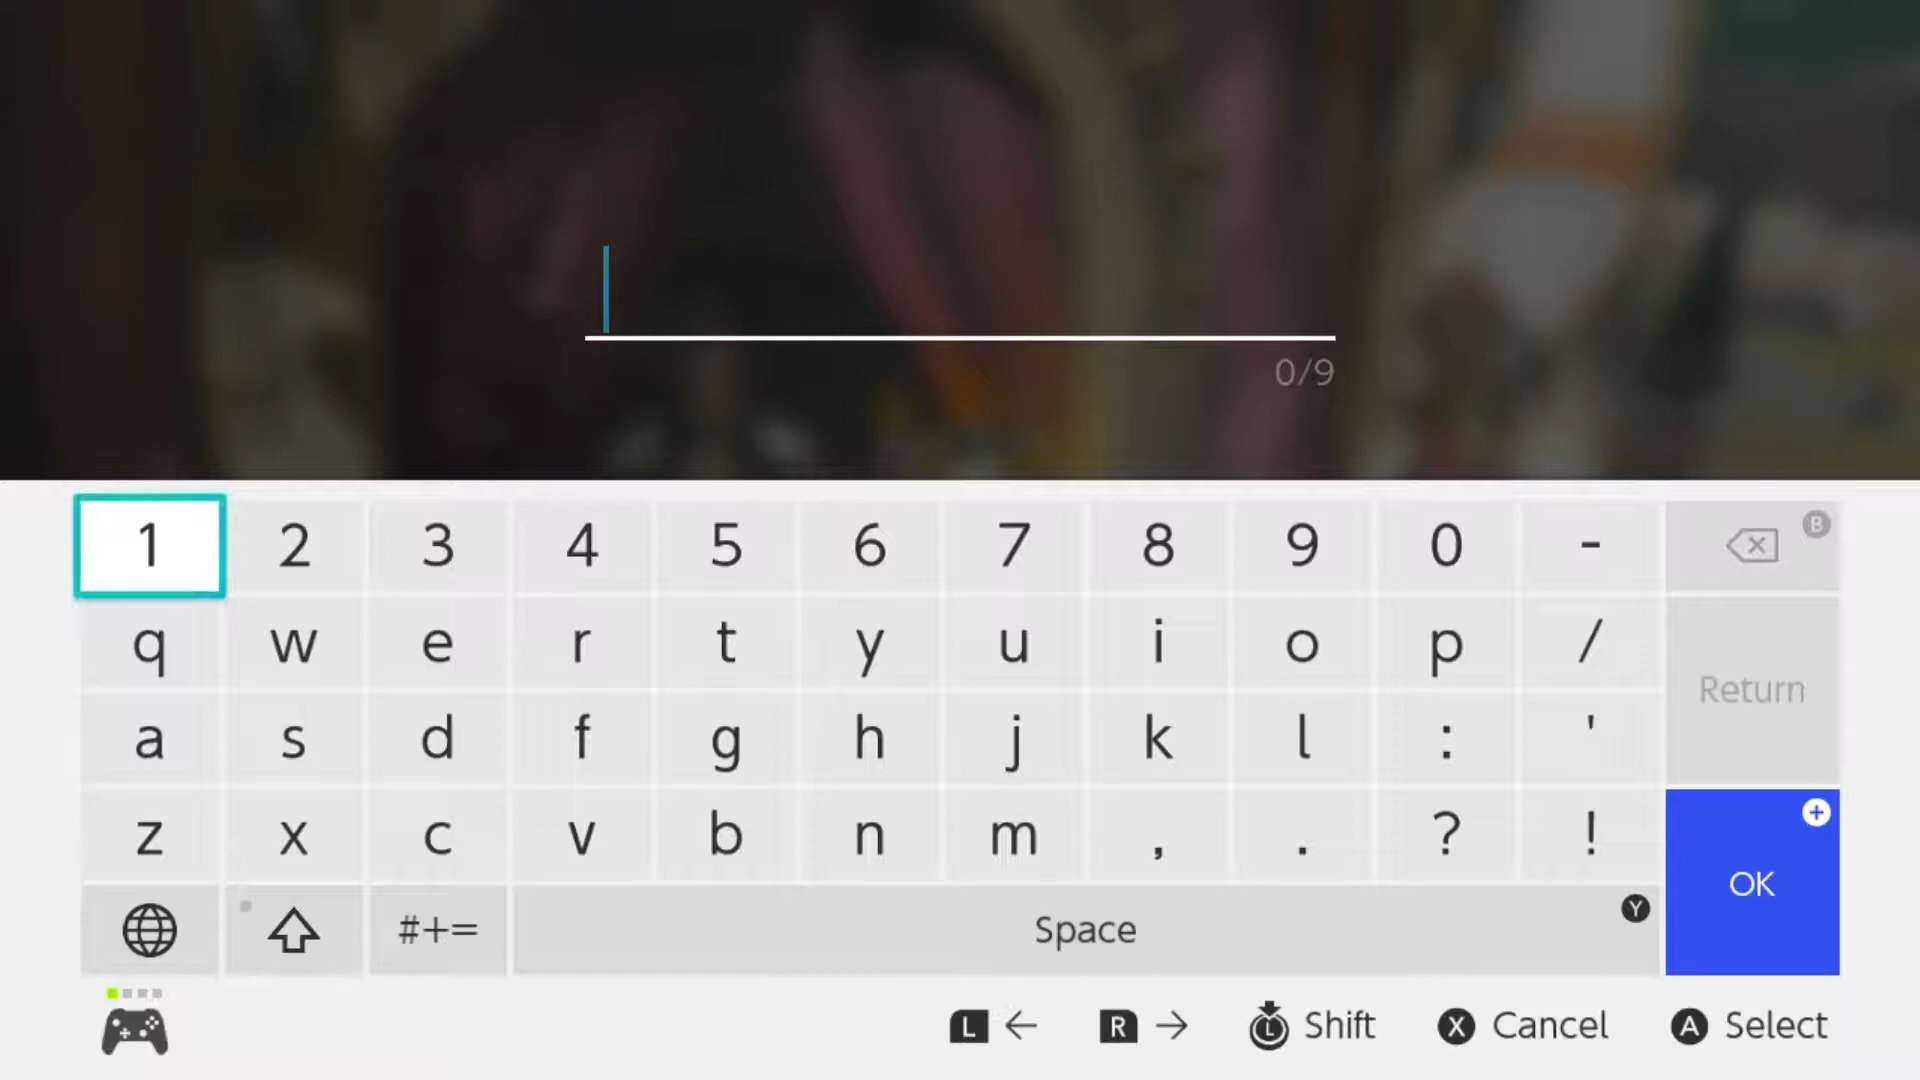 0/9
1 2 3 4 5 6 7 8 9 0 - B
q w e r t y u i o p / Return
a s d f g h j k l : '
z x c v b n m , . ? ! + OK
#+= Space Y
L ← R → L Shift X Cancel A Select